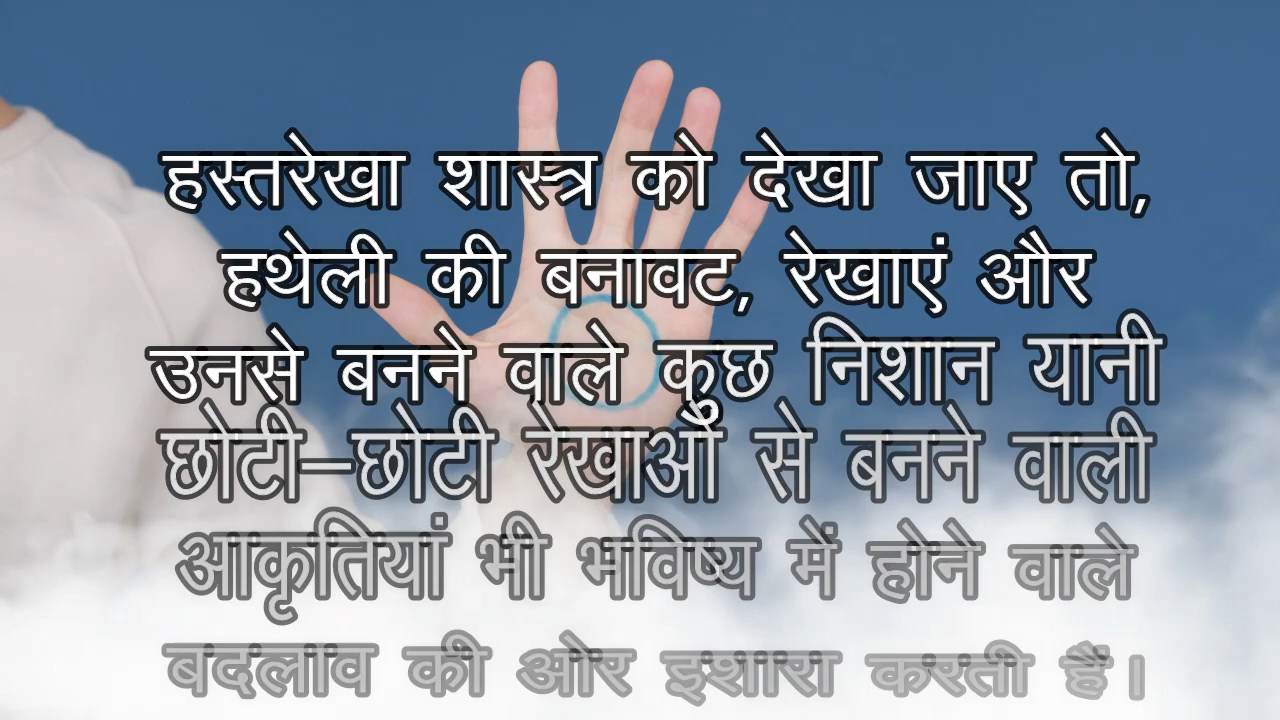 हस्तरेखा शास्त्र को देखा जाए तो,
हथेली की बनावट, रेखाएं और
उनसे बनने वाले कुछ निशान यानी
छोटी–छोटी रेखाओं से बनने वाली
आकृतियां भी भविष्य में होने वाले
बदलाव की ओर इशारा करती हैं।